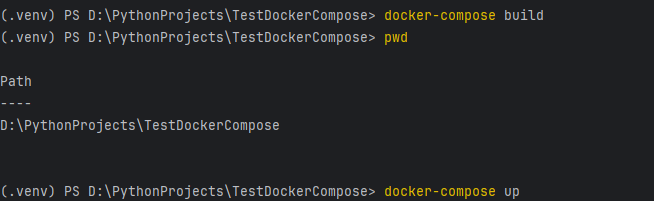 (.venv) PS D:\PythonProjects\TestDockerCompose> docker-compose build
(.venv) PS D:\PythonProjects\TestDockerCompose> pwd
Path
----
D:\PythonProjects\TestDockerCompose
(.venv) PS D:\PythonProjects\TestDockerCompose> docker-compose up